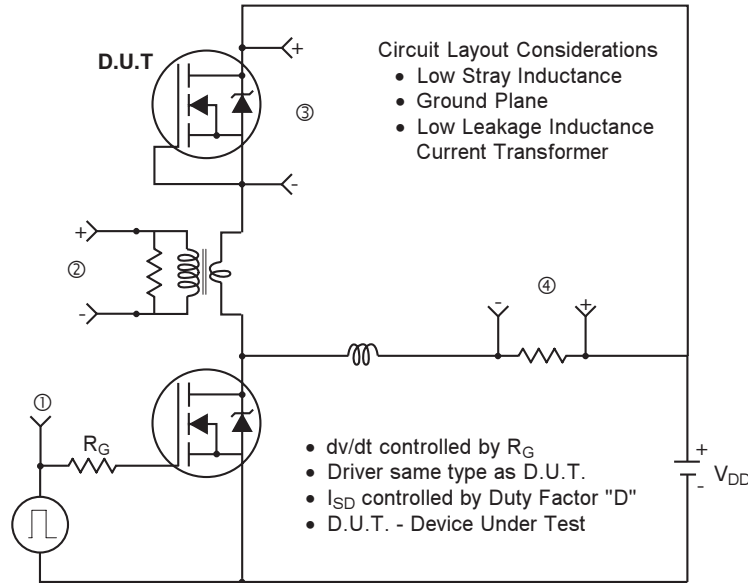 D.U.T
+
③
-
Circuit Layout Considerations
• Low Stray Inductance
• Ground Plane
• Low Leakage Inductance
Current Transformer
+
②
-
④
- +
①
R_G
• dv/dt controlled by R_G
• Driver same type as D.U.T.
• I_SD controlled by Duty Factor "D"
• D.U.T. - Device Under Test
+
-
V_DD